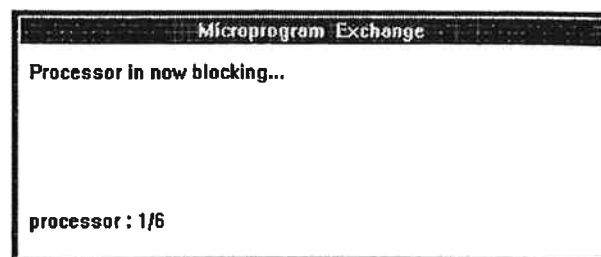 Microprogram Exchange
Processor in now blocking...
processor : 1/6